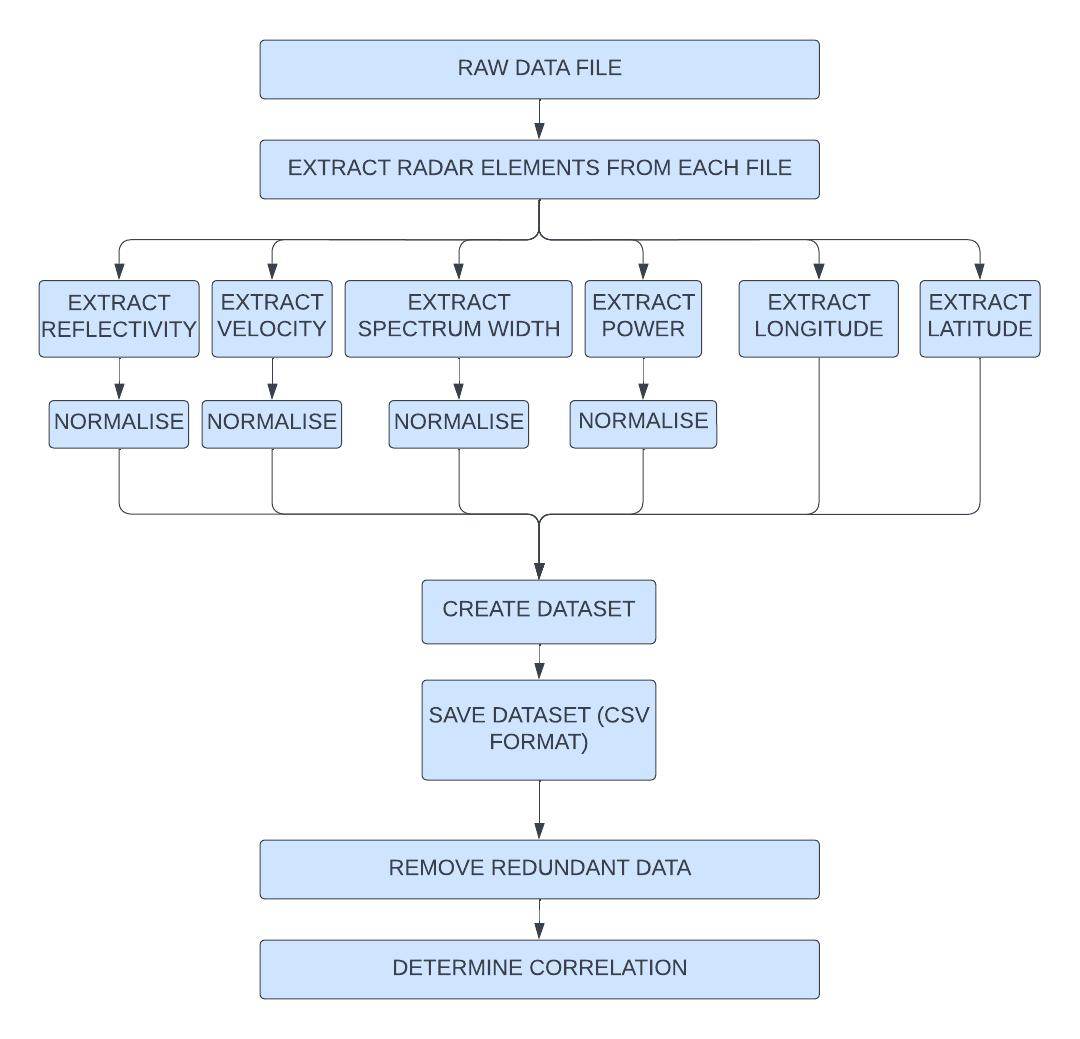 RAW DATA FILE
EXTRACT RADAR ELEMENTS FROM EACH FILE
EXTRACT
REFLECTIVITY
EXTRACT
VELOCITY
EXTRACT
SPECTRUM WIDTH
EXTRACT
POWER
EXTRACT
LONGITUDE
EXTRACT
LATITUDE
NORMALISE
NORMALISE
NORMALISE
NORMALISE
CREATE DATASET
SAVE DATASET (CSV
FORMAT)
REMOVE REDUNDANT DATA
DETERMINE CORRELATION